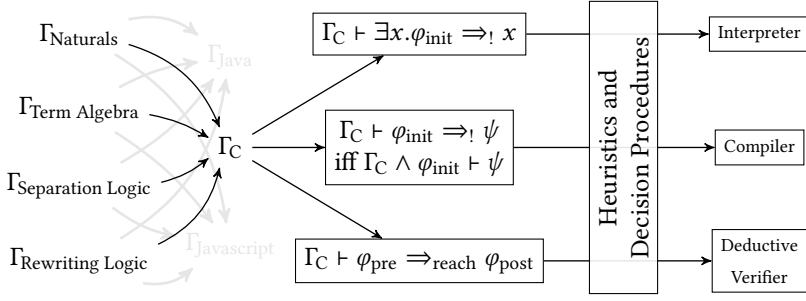 Γ_Naturals
Γ_Term Algebra
Γ_Separation Logic
Γ_Rewriting Logic
Γ_Java
Γ_C
Γ_Javascript
Γ_C ⊢ ∃x.φ_init ⇒_! x
Γ_C ⊢ φ_init ⇒_! ψ
iff Γ_C ∧ φ_init ⊢ ψ
Γ_C ⊢ φ_pre ⇒_reach φ_post
Heuristics and
Decision Procedures
Interpreter
Compiler
Deductive
Verifier